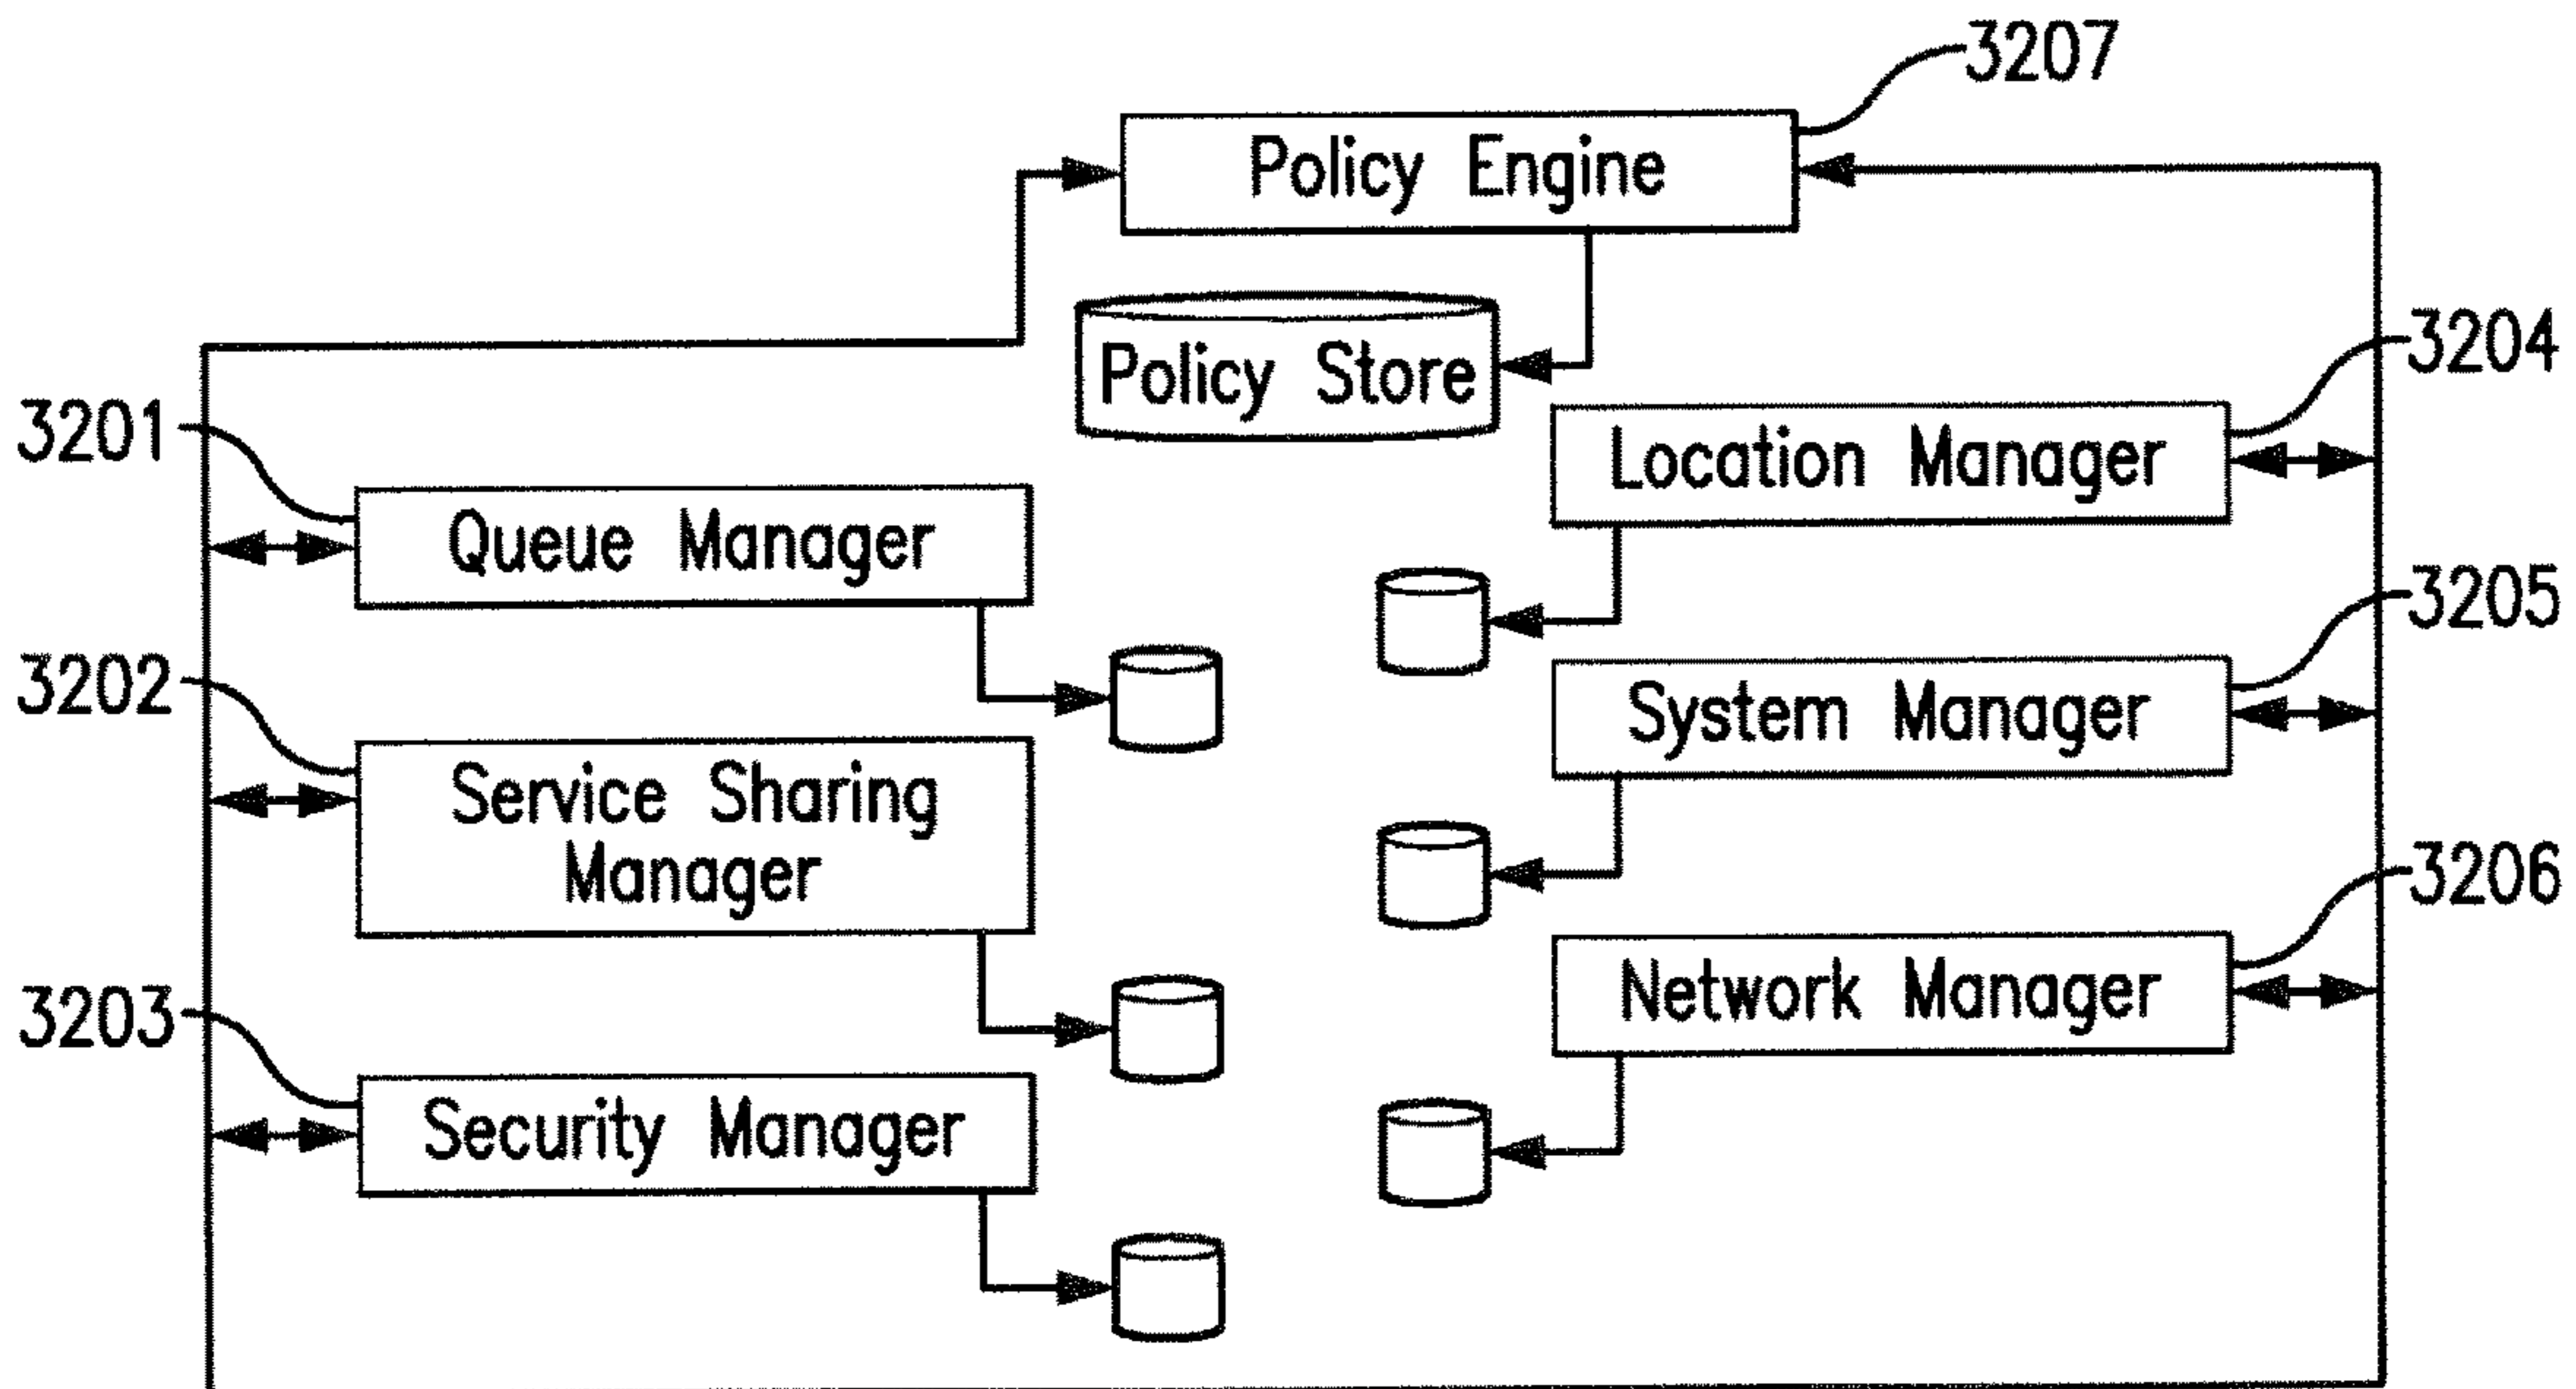 3207
Policy Engine
Policy Store
3204
Location Manager
3201
Queue Manager
3205
System Manager
3202
Service Sharing
Manager
3206
Network Manager
3203
Security Manager